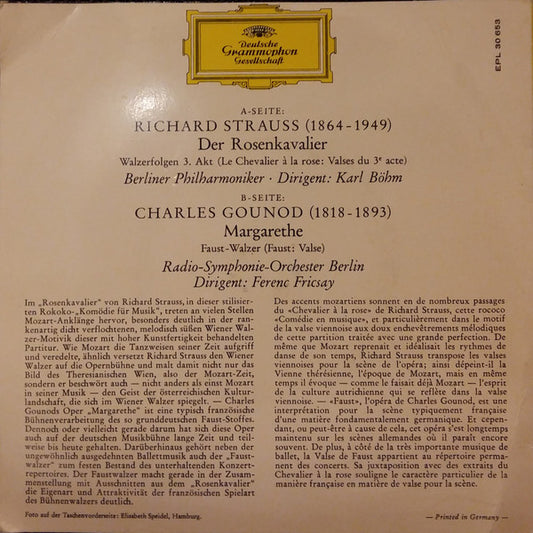 Deutsche
Grammophon
Gesellschaft
EPL 30 653
A-SEITE:
RICHARD STRAUSS (1864-1949)
Der Rosenkavalier
Walzerfolgen 3. Akt (Le Chevalier à la rose: Valses du 3e acte)
Berliner Philharmoniker · Dirigent: Karl Böhm
B-SEITE:
CHARLES GOUNOD (1818-1893)
Margarethe
Faust-Walzer (Faust: Valse)
Radio-Symphonie-Orchester Berlin
Dirigent: Ferenc Fricsay
Im „Rosenkavalier" von Richard Strauss, in dieser stilisier-
ten Rokoko-„Komödie für Musik", treten an vielen Stellen
Mozart-Anklänge hervor, besonders deutlich in der ran-
kenartig dicht verflochtenen, melodisch süßen Wiener Wal-
zer-Motivik dieser mit hoher Kunstfertigkeit behandelten
Partitur. Wie Mozart die Tanzweisen seiner Zeit aufgriff
und veredelte, ähnlich versetzt Richard Strauss den Wiener
Walzer auf die Opernbühne und malt damit nicht nur das
Bild des Theresianischen Wien, also der Mozart-Zeit, son-
dern er beschwört auch — nicht anders als einst Mozart
in seiner Musik — den Geist der österreichischen Kultur-
landschaft, die sich im Wiener Walzer spiegelt. — Charles
Gounods Oper „Margarethe" ist eine typisch französische
Bühnenverarbeitung des so grunddeutschen Faust-Stoffes.
Dennoch oder vielleicht gerade darum hat sich diese Oper
auch auf der deutschen Musikbühne lange Zeit und teil-
weise bis heute gehalten. Darüberhinaus gehört neben der
ungewöhnlich ausgedehnten Ballettmusik auch der „Faust-
walzer" zum festen Bestand des unterhaltenden Konzert-
repertoires. Der Faustwalzer macht gerade in der Zusam-
menstellung mit Ausschnitten aus dem „Rosenkavalier"
die Eigenart und Attraktivität der französischen Spielart
des Bühnenwalzers deutlich.
Des accents mozartiens sonnent en de nombreux passages
du «Chevalier à la rose» de Richard Strauss, cette rococo
«Comédie en musique», et particulièrement dans le motif
de la valse viennoise aux doux enchevêtrements mélodiques
de cette partition traitée avec une grande perfection. De
même que Mozart reprenait et idéalisait les rythmes de
danse de son temps, Richard Strauss transpose les valses
viennoises pour la scène de l'opéra; ainsi dépeint-il la
Vienne thérésienne, l'époque de Mozart, mais en même
temps il évoque — comme le faisait déjà Mozart — l'esprit
de la culture autrichienne qui se reflète dans la valse
viennoise. — «Faust», l'opéra de Charles Gounod, est une
interprétation pour la scène typiquement française
d'une matière fondamentalement germanique. Et cepen-
dant, ou peut-être à cause de cela, cet opéra s'est longtemps
maintenu sur les scènes allemandes où il paraît encore
souvent. De plus, à côté de la très importante musique de
ballet, la Valse de Faust appartient au répertoire perma-
nent des concerts. Sa juxtaposition avec des extraits du
Chevalier à la rose souligne le caractère particulier de la
manière française en matière de valse pour la scène.
Foto auf der Taschenvorderseite: Elisabeth Speidel, Hamburg.
— Printed in Germany —